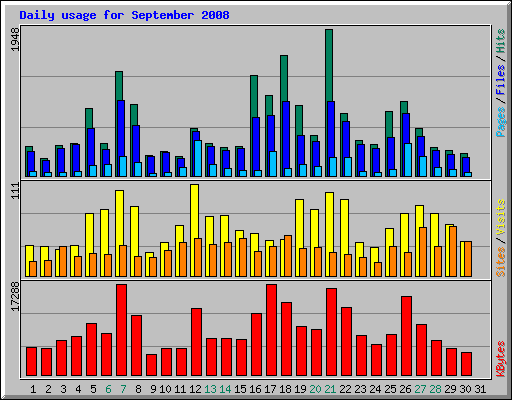 Daily usage for September 2008
1948
Pages / Files / Hits
111
Sites / Visits
17288
KBytes
1 2 3 4 5 6 7 8 9 10 11 12 13 14 15 16 17 18 19 20 21 22 23 24 25 26 27 28 29 30 31